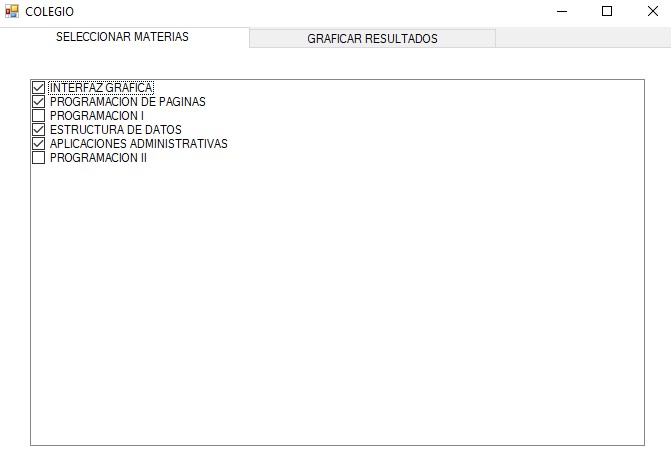 COLEGIO
SELECCIONAR MATERIAS
GRAFICAR RESULTADOS
INTERFAZ GRAFICA
PROGRAMACION DE PAGINAS
PROGRAMACION I
ESTRUCTURA DE DATOS
APLICACIONES ADMINISTRATIVAS
PROGRAMACION II